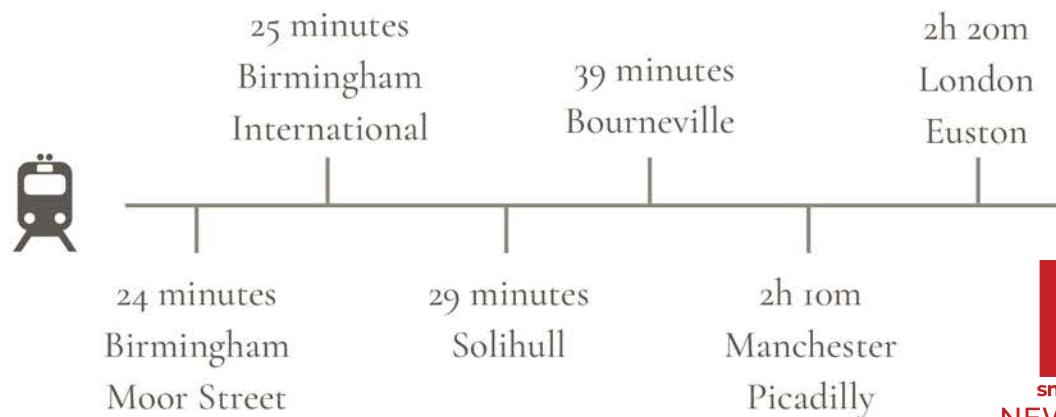 25 minutes
Birmingham
International
39 minutes
Bourneville
2h 20m
London
Euston
24 minutes
Birmingham
Moor Street
29 minutes
Solihull
2h 10m
Manchester
Picadilly